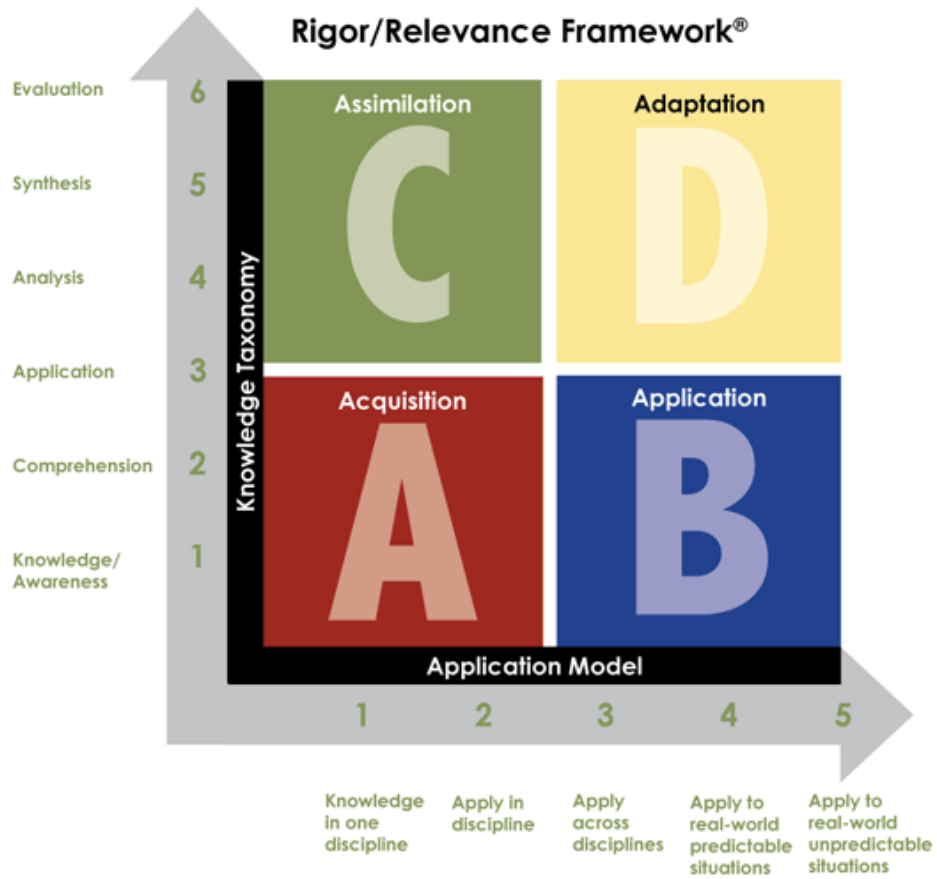 Rigor/Relevance Framework®
Evaluation
6
Synthesis
5
Analysis
4
Application
3
Comprehension
2
Knowledge/
Awareness
1
Knowledge Taxonomy
Assimilation
C
Adaptation
D
Acquisition
A
Application
B
Application Model
1
2
3
4
5
Knowledge
in one
discipline
Apply in
discipline
Apply
across
disciplines
Apply to
real-world
predictable
situations
Apply to
real-world
unpredictable
situations